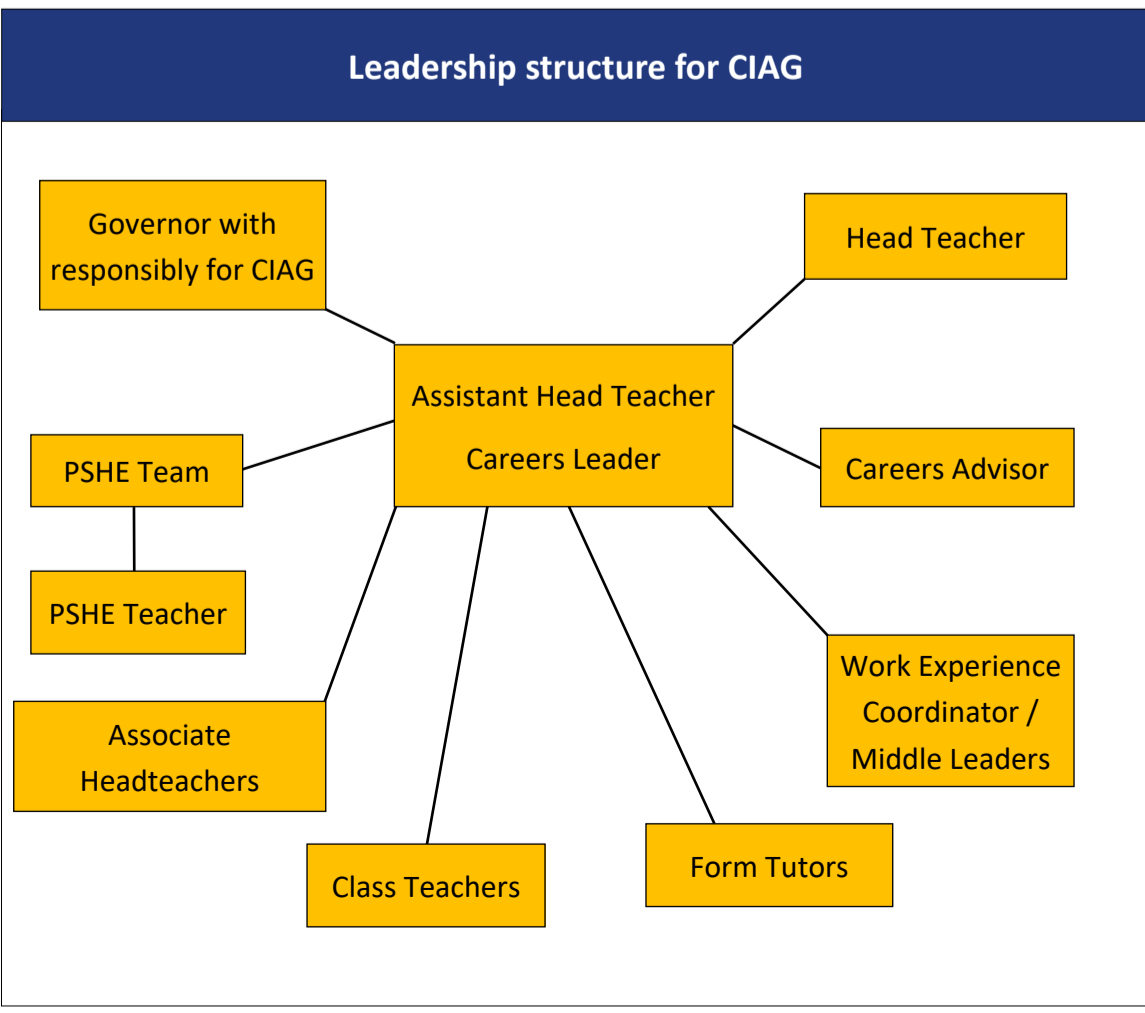 Leadership structure for CIAG
Governor with
responsibly for CIAG
Head Teacher
Assistant Head Teacher
Careers Leader
PSHE Team
Careers Advisor
PSHE Teacher
Work Experience
Coordinator /
Middle Leaders
Associate
Headteachers
Class Teachers
Form Tutors